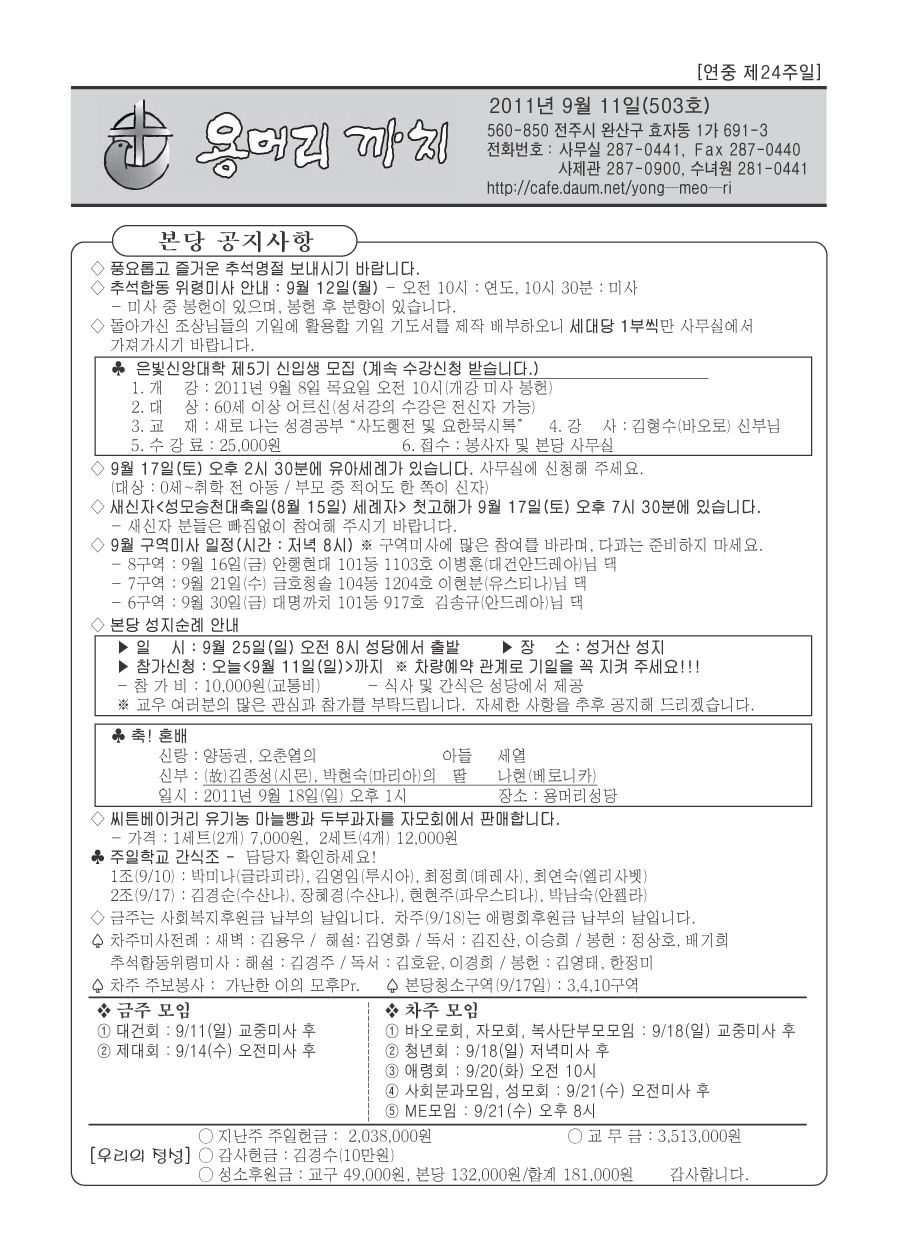 [연중 제24주일]
용머리 까치
2011년 9월 11일(503호)
560-850 전주시 완산구 효자동 1가 691-3
전화번호 : 사무실 287-0441, Fax 287-0440
사제관 287-0900, 수녀원 281-0441
http://cafe.daum.net/yong─meo─ri
본당 공지사항
◇ 풍요롭고 즐거운 추석명절 보내시기 바랍니다.
◇ 추석합동 위령미사 안내 : 9월 12일(월) - 오전 10시 : 연도, 10시 30분 : 미사
- 미사 중 봉헌이 있으며, 봉헌 후 분향이 있습니다.
◇ 돌아가신 조상님들의 기일에 활용할 기일 기도서를 제작 배부하오니 세대당 1부씩만 사무실에서
가져가시기 바랍니다.
♣ 은빛신앙대학 제5기 신입생 모집 (계속 수강신청 받습니다.)
1. 개 강 : 2011년 9월 8일 목요일 오전 10시(개강 미사 봉헌)
2. 대 상 : 60세 이상 어르신(성서강의 수강은 전신자 가능)
3. 교 재 : 새로 나는 성경공부 “사도행전 및 요한묵시록” 4. 강 사 : 김형수(바오로) 신부님
5. 수 강 료 : 25,000원 6. 접수 : 봉사자 및 본당 사무실
◇ 9월 17일(토) 오후 2시 30분에 유아세례가 있습니다. 사무실에 신청해 주세요.
(대상 : 0세~취학 전 아동 / 부모 중 적어도 한 쪽이 신자)
◇ 새신자<성모승천대축일(8월 15일) 세례자> 첫고해가 9월 17일(토) 오후 7시 30분에 있습니다.
- 새신자 분들은 빠짐없이 참여해 주시기 바랍니다.
◇ 9월 구역미사 일정(시간 : 저녁 8시) ※ 구역미사에 많은 참여를 바라며, 다과는 준비하지 마세요.
- 8구역 : 9월 16일(금) 안행현대 101동 1103호 이병훈(대건안드레아)님 댁
- 7구역 : 9월 21일(수) 금호청솔 104동 1204호 이현분(유스티나)님 댁
- 6구역 : 9월 30일(금) 대명까치 101동 917호 김송규(안드레아)님 댁
◇ 본당 성지순례 안내
▶ 일 시 : 9월 25일(일) 오전 8시 성당에서 출발 ▶ 장 소 : 성거산 성지
▶ 참가신청 : 오늘<9월 11일(일)>까지 ※ 차량예약 관계로 기일을 꼭 지켜 주세요!!!
- 참 가 비 : 10,000원(교통비) - 식사 및 간식은 성당에서 제공
※ 교우 여러분의 많은 관심과 참가를 부탁드립니다. 자세한 사항을 추후 공지해 드리겠습니다.
♣ 축! 혼배
신랑 : 양동권, 오춘엽의 아들 세엽
신부 : (故)김종성(시몬), 박현숙(마리아)의 딸 나현(베로니카)
일시 : 2011년 9월 18일(일) 오후 1시 장소 : 용머리성당
◇ 씨튼베이커리 유기농 마늘빵과 두부과자를 자모회에서 판매합니다.
- 가격 : 1세트(2개) 7,000원, 2세트(4개) 12,000원
♣ 주일학교 간식조 - 담당자 확인하세요!
1조(9/10) : 박미나(글라피라), 김영임(루시아), 최정희(데레사), 최연숙(엘리사벳)
2조(9/17) : 김경순(수산나), 장혜경(수산나), 현현주(파우스티나), 박남숙(안젤라)
◇ 금주는 사회복지후원금 납부의 날입니다. 차주(9/18)는 애령회후원금 납부의 날입니다.
♤ 차주미사전례 : 새벽 : 김용우 / 해설: 김영화 / 독서 : 김진산, 이승희 / 봉헌 : 정상호, 배기희
추석합동위령미사 : 해설 : 김경주 / 독서 : 김호윤, 이경희 / 봉헌 : 김영태, 한정미
♤ 차주 주보봉사 : 가난한 이의 모후Pr. ♤ 본당청소구역(9/17일) : 3,4,10구역
❖ 금주 모임
① 대건회 : 9/11(일) 교중미사 후
② 제대회 : 9/14(수) 오전미사 후
❖ 차주 모임
① 바오로회, 자모회, 복사단부모모임 : 9/18(일) 교중미사 후
② 청년회 : 9/18(일) 저녁미사 후
③ 애령회 : 9/20(화) 오전 10시
④ 사회분과모임, 성모회 : 9/21(수) 오전미사 후
⑤ ME모임 : 9/21(수) 오후 8시
[우리의 정성]
○ 지난주 주일헌금 : 2,038,000원 ○ 교 무 금 : 3,513,000원
○ 감사헌금 : 김경수(10만원)
○ 성소후원금 : 교구 49,000원, 본당 132,000원/합계 181,000원 감사합니다.